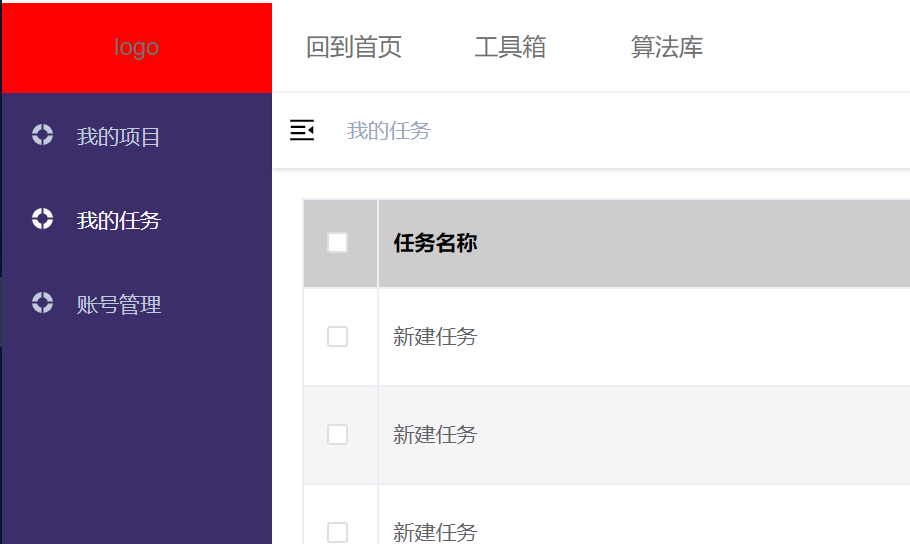 logo
回到首页 工具箱 算法库
我的项目
我的任务
账号管理
我的任务
任务名称
新建任务
新建任务
新建任务